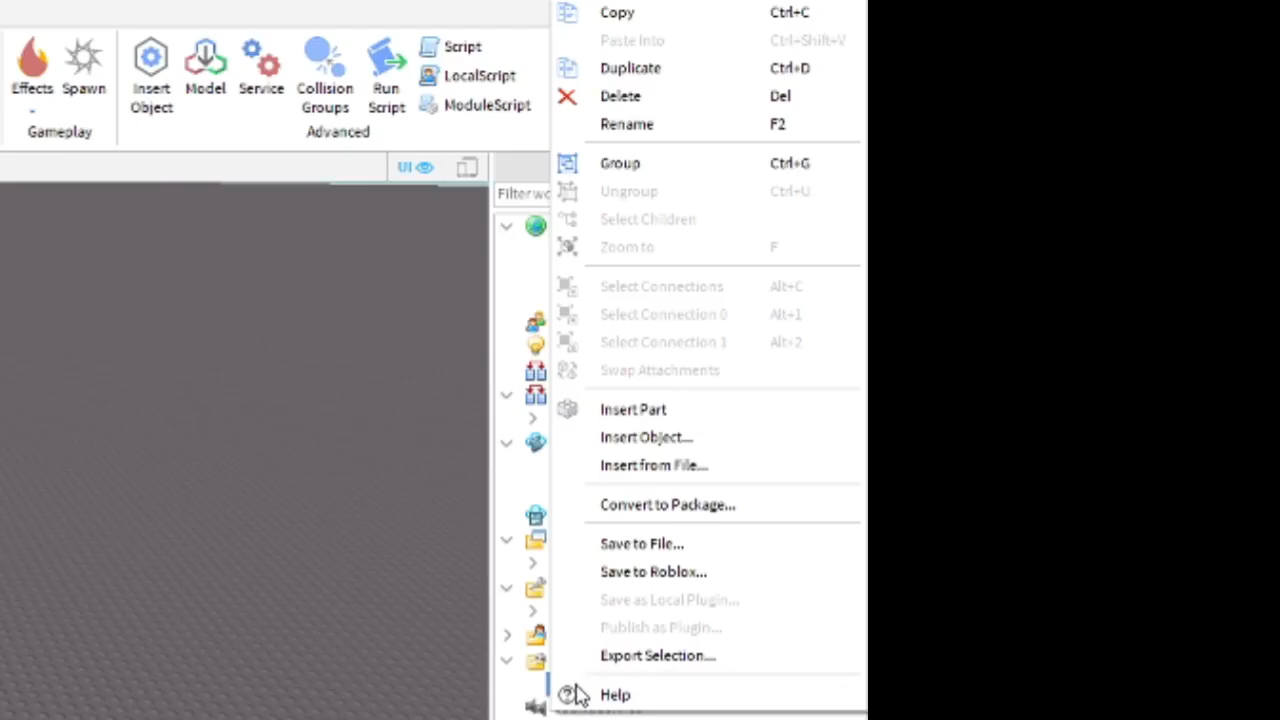 Copy Ctrl+C
Paste Into Ctrl+Shift+V
Duplicate Ctrl+D
Delete Del
Rename F2
Group Ctrl+G
Ungroup Ctrl+U
Select Children
Zoom to F
Select Connections Alt+C
Select Connection 0 Alt+1
Select Connection 1 Alt+2
Swap Attachments
Insert Part
Insert Object...
Insert from File...
Convert to Package...
Save to File...
Save to Roblox...
Save as Local Plugin...
Publish as Plugin...
Export Selection...
Help
Effects
Spawn
Gameplay
Insert
Object
Model
Service
Collision
Groups
Run
Script
Script
LocalScript
ModuleScript
Advanced
UI
Filter wo